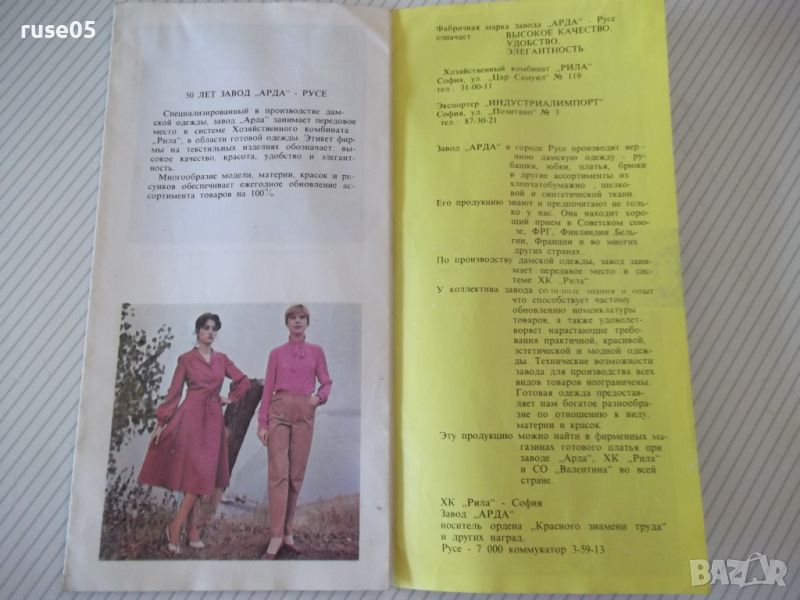 ruse05
50 ЛЕТ ЗАВОД „АРДА“ - РУСЕ
Специализированный в производстве дам-
ской одежды, завод „Арда“ занимает передовое
место в системе Хозяйственного комбината
„Рила“, в области готовой одежды. Этикет фир-
мы на текстильных изделиях обозначает: вы-
сокое качество, красота, удобство и элегант-
ность.
Многообразие модели, материи, красок и ри-
сунков обеспечивает ежегодное обновление ас-
сортимента товаров на 100%.
Фабричная марка завода „АРДА“ - Русе
означает ВЫСОКОЕ КАЧЕСТВО,
УДОБСТВО,
ЭЛЕГАНТНОСТЬ.
Хозяйственный комбинат „РИЛА“
София, ул. „Цар Самуил“ № 119
тел.: 31-00-11
Экспортер „ИНДУСТРИАЛИМПОРТ“
София, ул. „Позитано“ № 3
тел.: 87-30-21
Завод „АРДА“ в городе Русе производит вер-
нюю дамскую одежду - ру-
башки, юбки, платья, брюки
и другие ассортименты из
хлопчатобумажно , шелко-
вой и синтетической ткани.
Его продукцию знают и предпочитают не толь-
ко у нас. Она находит хоро-
ший прием в Советском сою-
зе, ФРГ, Финляндии ,Бель-
гии, Франции и во многих
других странах.
По производству дамской одежды, завод зани-
мает передавое место в сис-
теме ХК „Рила“
У коллектива завода солидные знания и опыт
что способствует частому
обновлению номенклатуры
товаров, а также удовлет-
воряет нарастающие требо-
вания практичной, красивой,
эстетической и модной одеж-
ды. Технические возможности
завода для производства всех
видов товаров неограничены.
Готовая одежда предостав-
ляет нам богатое разнообра-
зие по отношению к виду,
материи и красок.
Эту продукцию можно найти в фирменных ма-
газинах готового платья при
заводе „Арда“, ХК „Рила“
и СО „Валентина“ во всей
стране.
ХК „Рила“ - София
Завод „АРДА“
носитель ордена „Красного знамени труда“
и других наград.
Русе - 7 000 коммукатор 3-59-13
BAZAR